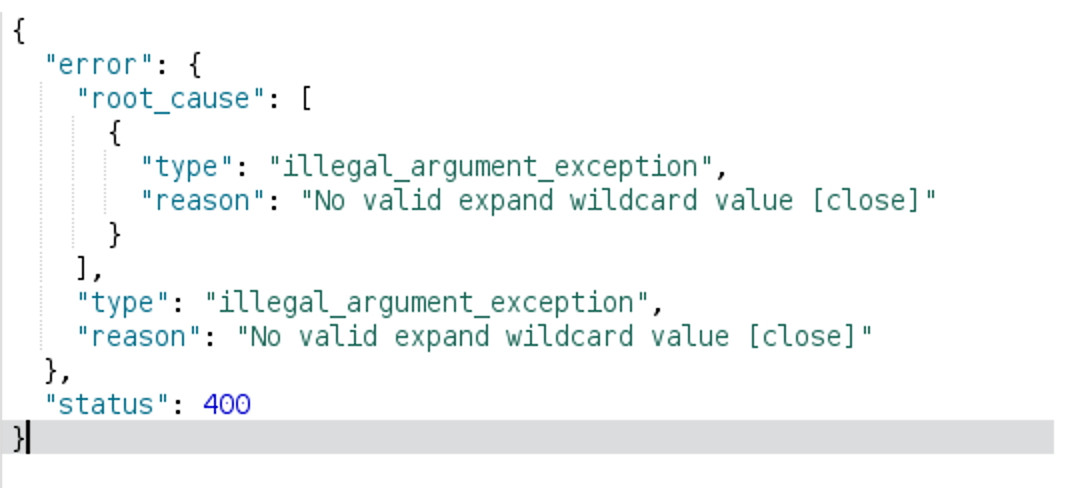 {
"error": {
"root_cause": [
{
"type": "illegal_argument_exception",
"reason": "No valid expand wildcard value [close]"
}
],
"type": "illegal_argument_exception",
"reason": "No valid expand wildcard value [close]"
},
"status": 400
}